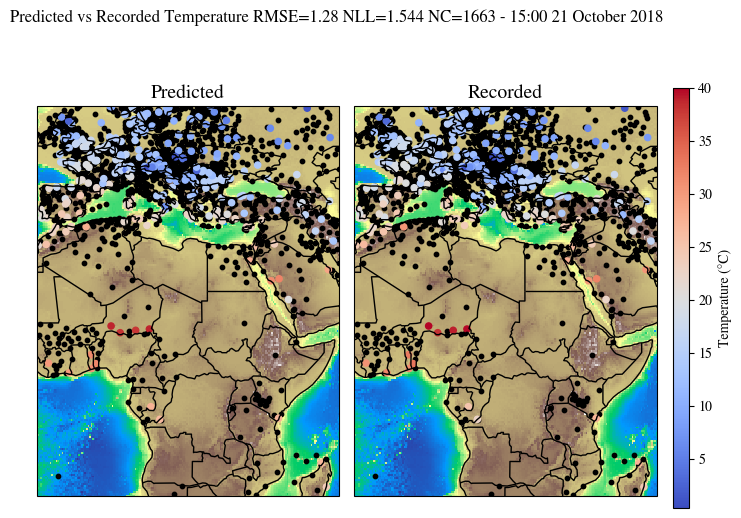 Predicted vs Recorded Temperature RMSE=1.28 NLL=1.544 NC=1663 - 15:00 21 October 2018
Predicted
Recorded
40
35
30
25
20
15
10
5
Temperature (°C)